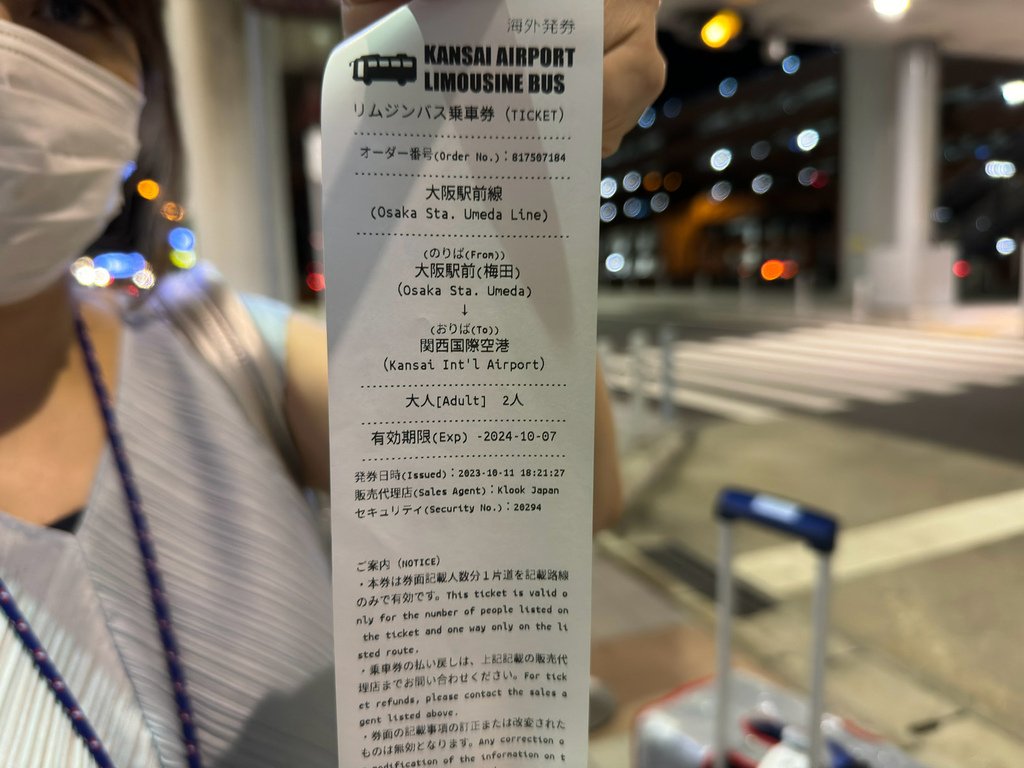 海外発券
KANSAI AIRPORT
LIMOUSINE BUS
リムジンバス乗車券 (TICKET)
オーダー番号(Order No.):817507184
大阪駅前線
(Osaka Sta. Umeda Line)
(のりば(From))
大阪駅前(梅田)
(Osaka Sta. Umeda)
↓
(おりば(To))
関西国際空港
(Kansai Int'l Airport)
大人[Adult] 2人
有効期限(Exp) -2024-10-07
発券日時(Issued):2023-10-11 18:21:27
販売代理店(Sales Agent):Klook Japan
セキュリティ(Security No.):20294
ご案内 (NOTICE)
・本券は券面記載人数分1片道を記載路線
のみで有効です。This ticket is valid o
nly for the number of people listed on
the ticket and one way only on the li
sted route.
・乗車券の払い戻しは、上記記載の販売代
理店までお問い合わせください。For tick
et refunds, please contact the sales a
gent listed above.
・券面の記載事項の訂正または改変された
ものは無効となります。Any correction o
modification of the information on t